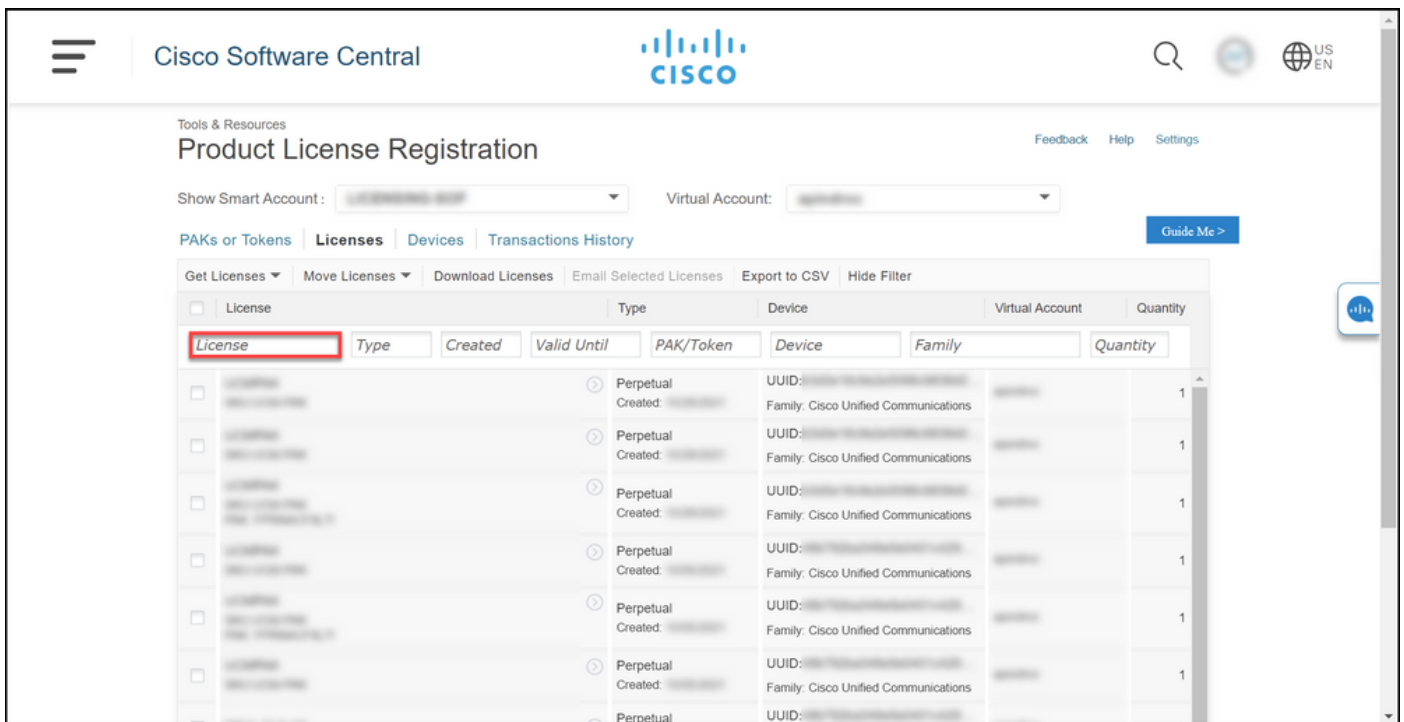 Cisco Software Central
CISCO
US
EN
Tools & Resources
Product License Registration
Feedback Help Settings
Show Smart Account : Virtual Account:
PAKs or Tokens Licenses Devices Transactions History
Guide Me >
Get Licenses Move Licenses Download Licenses Email Selected Licenses Export to CSV Hide Filter
License Type Device Virtual Account Quantity
License Type Created Valid Until PAK/Token Device Family Quantity
Perpetual UUID: 1
Created: Family: Cisco Unified Communications
Perpetual UUID: 1
Created: Family: Cisco Unified Communications
Perpetual UUID: 1
Created: Family: Cisco Unified Communications
Perpetual UUID: 1
Created: Family: Cisco Unified Communications
Perpetual UUID: 1
Created: Family: Cisco Unified Communications
Perpetual UUID: 1
Created: Family: Cisco Unified Communications
Perpetual UUID: